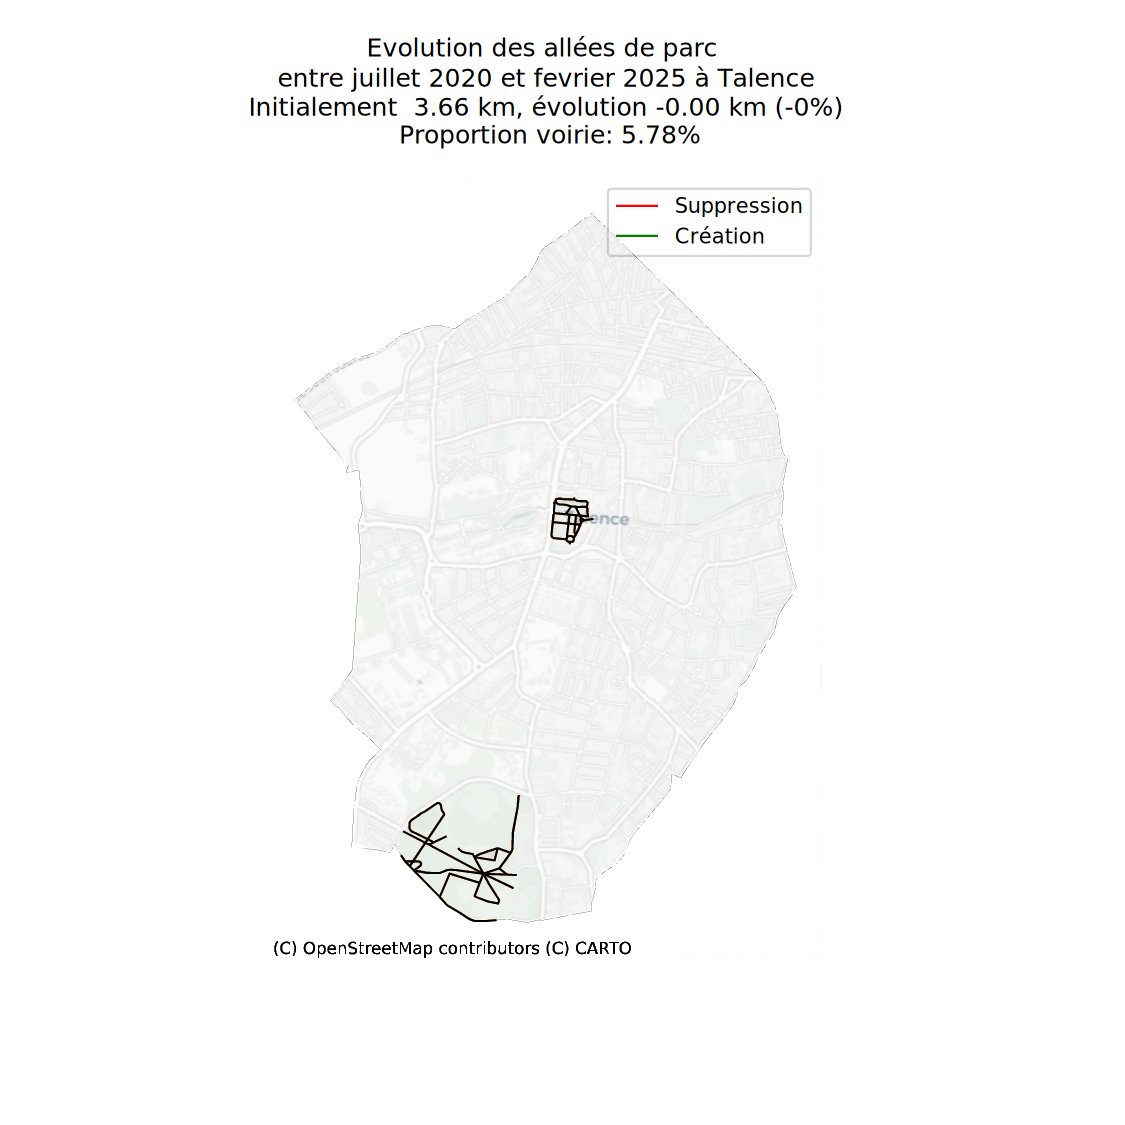 Evolution des allées de parc
entre juillet 2020 et fevrier 2025 à Talence
Initialement  3.66 km, évolution -0.00 km (-0%)
Proportion voirie: 5.78%
Suppression
Création
ence
(C) OpenStreetMap contributors (C) CARTO